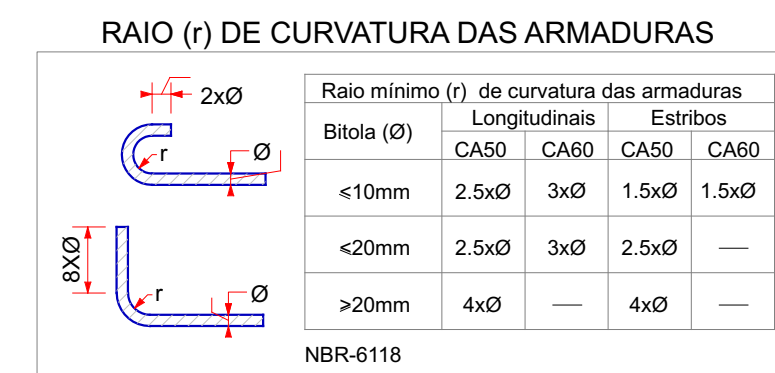 RAIO (r) DE CURVATURA DAS ARMADURAS
2xØ
r
Ø
8XØ
r
Ø
Raio mínimo (r) de curvatura das armaduras
Bitola (Ø) Longitudinais Estribos
CA50 CA60 CA50 CA60
⩽10mm 2.5xØ 3xØ 1.5xØ 1.5xØ
⩽20mm 2.5xØ 3xØ 2.5xØ —
⩾20mm 4xØ — 4xØ —
NBR-6118